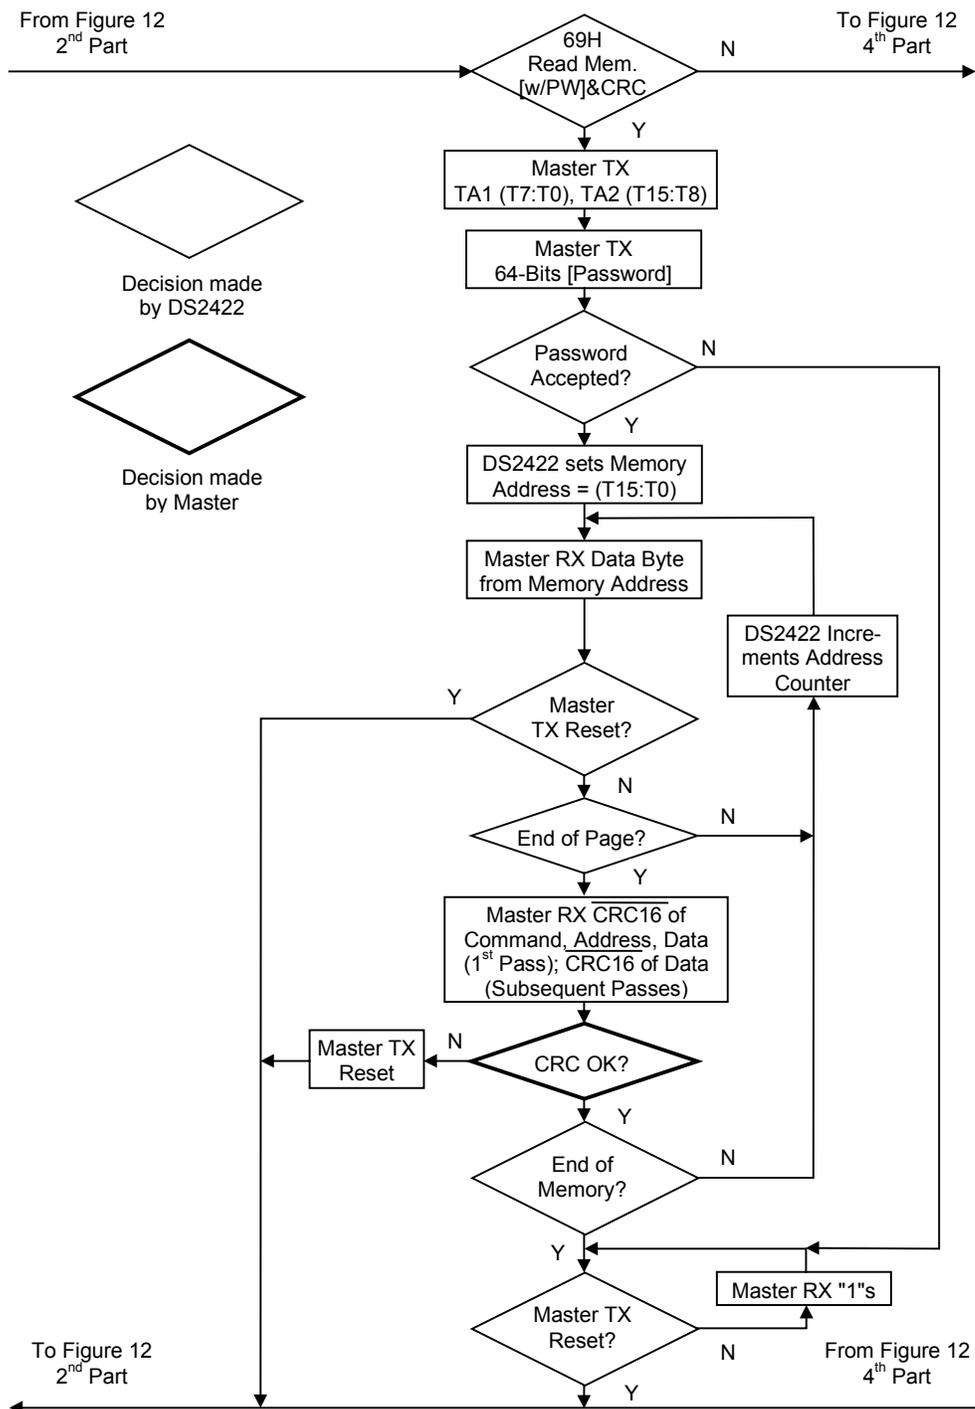 From Figure 12
2nd Part
69H
Read Mem.
[w/PW]&CRC
N
To Figure 12
4th Part
Y
Master TX
TA1 (T7:T0), TA2 (T15:T8)
Master TX
64-Bits [Password]
Decision made
by DS2422
Password
Accepted?
N
Y
Decision made
by Master
DS2422 sets Memory
Address = (T15:T0)
Master RX Data Byte
from Memory Address
DS2422 Incre-
ments Address
Counter
Y
Master
TX Reset?
N
End of Page?
N
Y
Master RX CRC16 of
Command, Address, Data
(1st Pass); CRC16 of Data
(Subsequent Passes)
Master TX
Reset
N
CRC OK?
Y
End of
Memory?
N
Y
Master RX "1"s
Master TX
Reset?
N
Y
To Figure 12
2nd Part
From Figure 12
4th Part